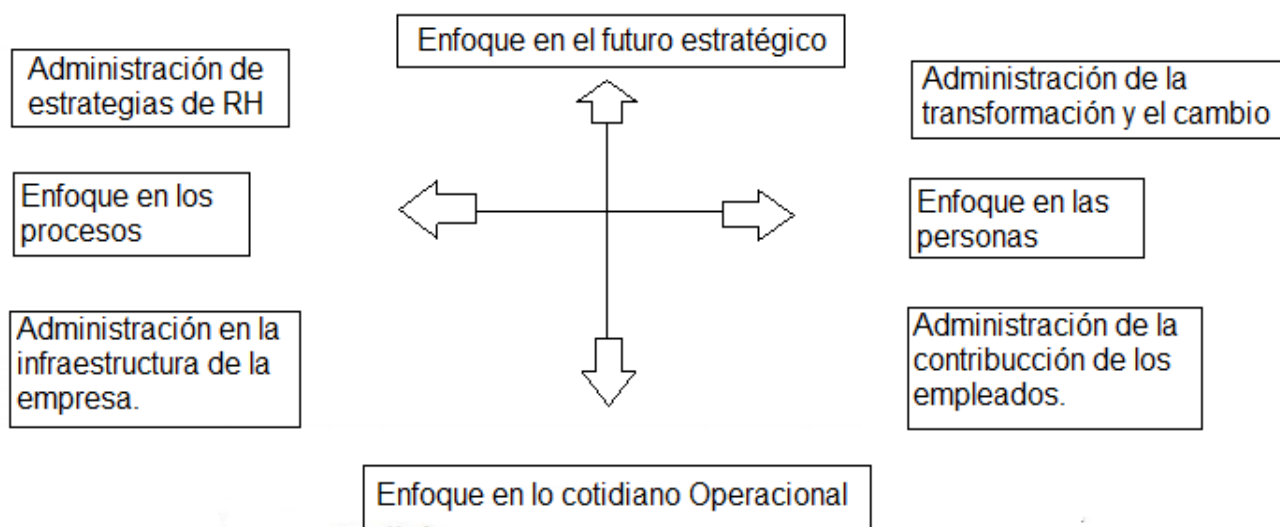 Enfoque en el futuro estratégico
Administración de
estrategias de RH
Administración de la
transformación y el cambio
Enfoque en los
procesos
Enfoque en las
personas
Administración en la
infraestructura de la
empresa.
Administración de la
contribucción de los
empleados.
Enfoque en lo cotidiano Operacional